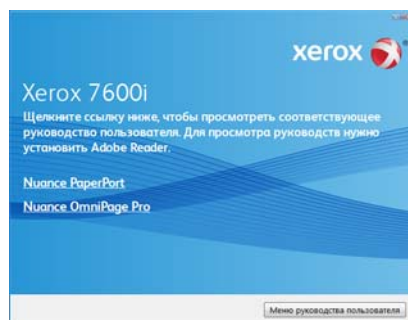 xerox
Xerox 7600i
Щелкните ссылку ниже, чтобы просмотреть соответствующее
руководство пользователя. Для просмотра руководств нужно
установить Adobe Reader.
Nuance PaperPort
Nuance OmniPage Pro
Меню руководства пользователя